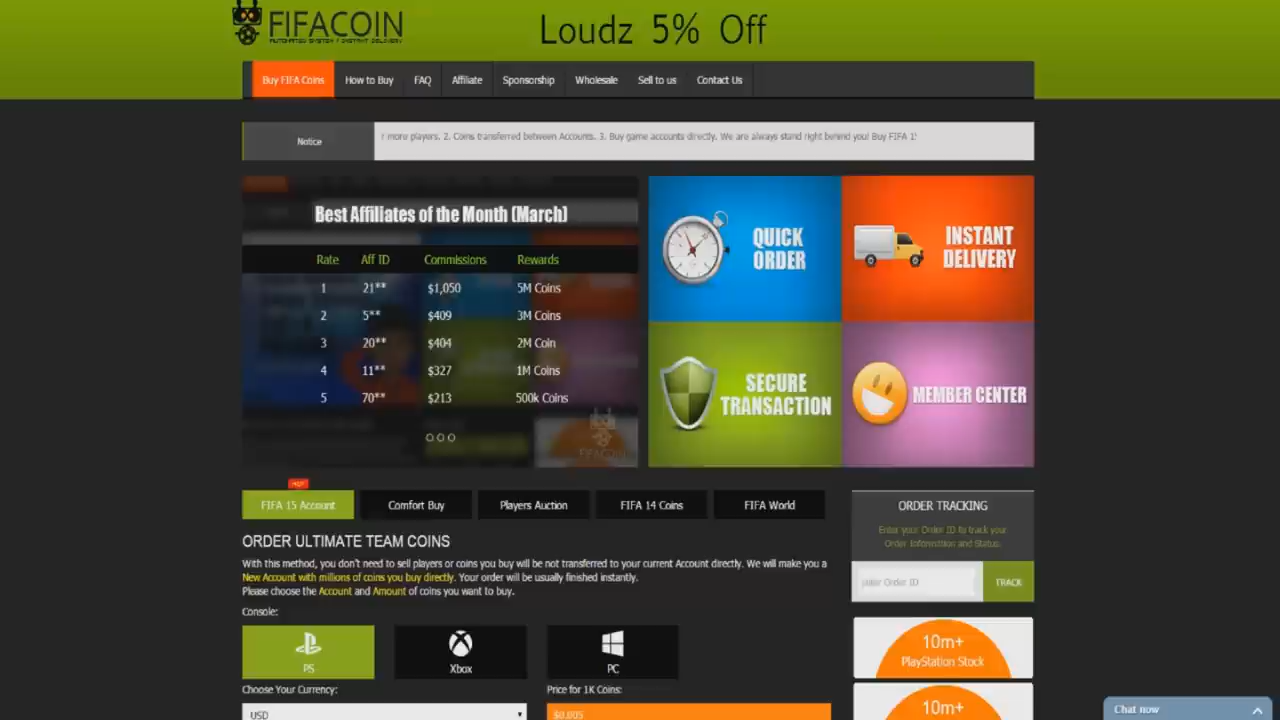 FIFACOIN
AUTOMATED SYSTEM / INSTANT DELIVERY
Loudz 5% Off
Buy FIFA Coins
How to Buy
FAQ
Affiliate
Sponsorship
Wholesale
Sell to us
Contact Us
Notice
r more players. 2. Coins transferred between Accounts. 3. Buy game accounts directly. We are always stand right behind you! Buy FIFA 1
Best Affiliates of the Month (March)
Rate Aff ID Commissions Rewards
1 21** $1,050 5M Coins
2 5** $409 3M Coins
3 20** $404 2M Coin
4 11** $327 1M Coins
5 70** $213 500k Coins
FIFACOIN
QUICK
ORDER
INSTANT
DELIVERY
SECURE
TRANSACTION
MEMBER CENTER
HOT
FIFA 15 Account
Comfort Buy
Players Auction
FIFA 14 Coins
FIFA World
ORDER ULTIMATE TEAM COINS
With this method, you don't need to sell players or coins you buy will be not transferred to your current Account directly. We will make you a
New Account with millions of coins you buy directly. Your order will be usually finished instantly.
Please choose the Account and Amount of coins you want to buy.
Console:
PS
Xbox
PC
Choose Your Currency:
Price for 1K Coins:
USD
$0.005
ORDER TRACKING
Enter your Order ID to track your
Order Information and Status.
Enter Order ID
TRACK
10m+
PlayStation Stock
10m+
Chat now